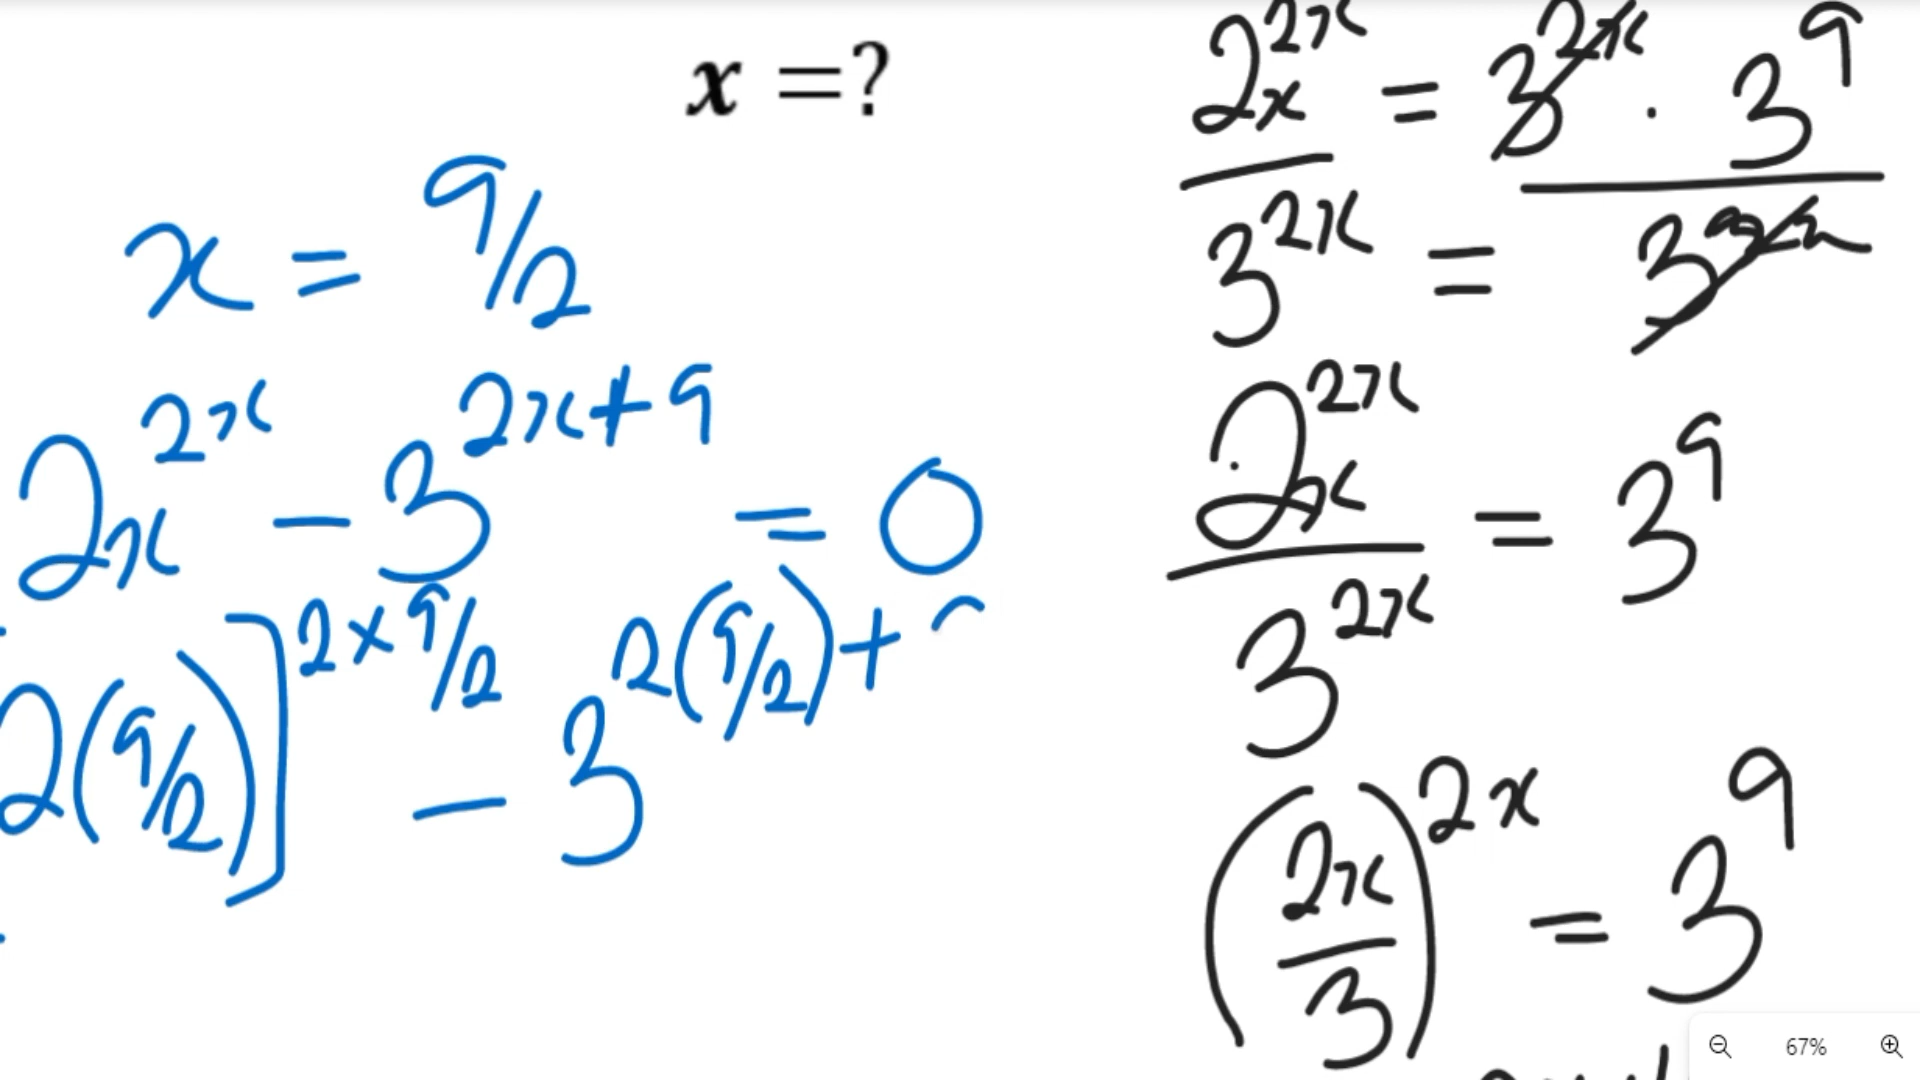 x =?
x = 9/2
2x^2x - 3^2x+9 = 0
2(9/2)]^2×9/2 - 3^2(9/2)+
2x^2x = 3^2x · 3^9
3^2x = 3^2x
2x^2x = 3^9
3^2x
(2x/3)^2x = 3^9
67%